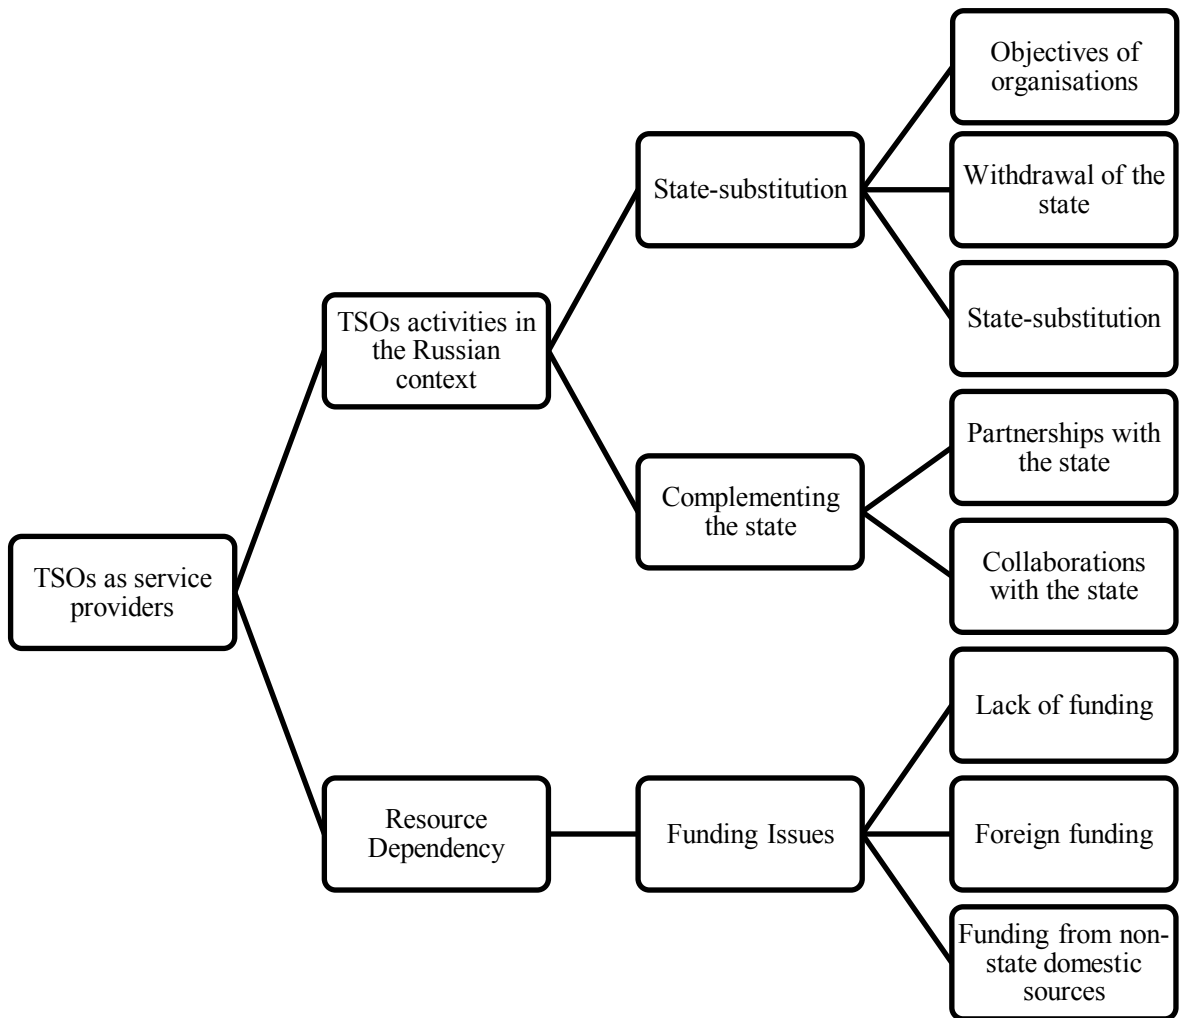 Objectives of
organisations
State-substitution
Withdrawal of the
state
State-substitution
TSOs activities in
the Russian
context
Partnerships with
the state
Complementing
the state
Collaborations
with the state
TSOs as service
providers
Lack of funding
Resource
Dependency
Funding Issues
Foreign funding
Funding from non-
state domestic
sources